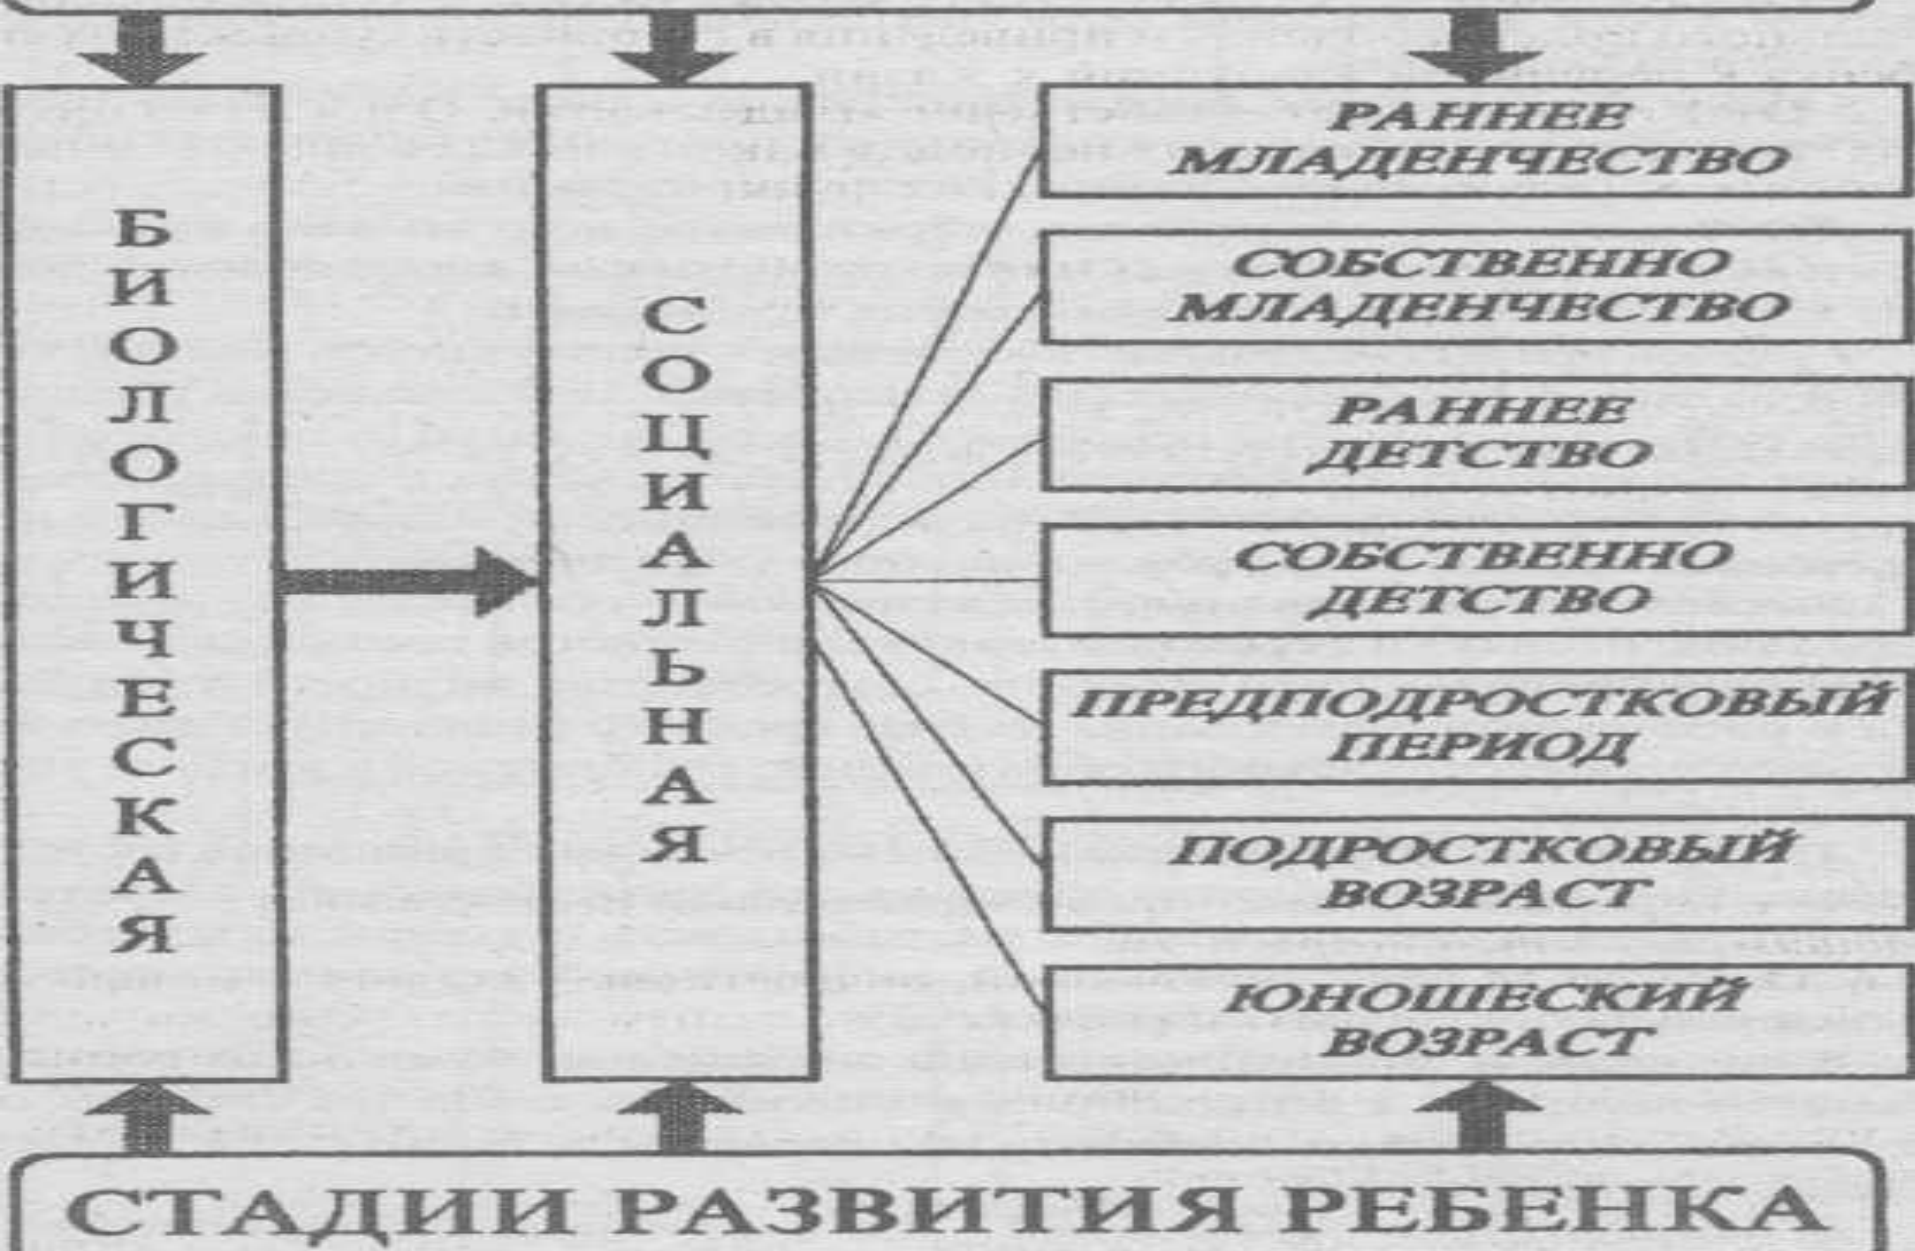 БИОЛОГИЧЕСКАЯ
СОЦИАЛЬНАЯ
РАННЕЕ
МЛАДЕНЧЕСТВО
СОБСТВЕННО
МЛАДЕНЧЕСТВО
РАННЕЕ
ДЕТСТВО
СОБСТВЕННО
ДЕТСТВО
ПРЕДПОДРОСТКОВЫЙ
ПЕРИОД
ПОДРОСТКОВЫЙ
ВОЗРАСТ
ЮНОШЕСКИЙ
ВОЗРАСТ
СТАДИИ РАЗВИТИЯ РЕБЕНКА